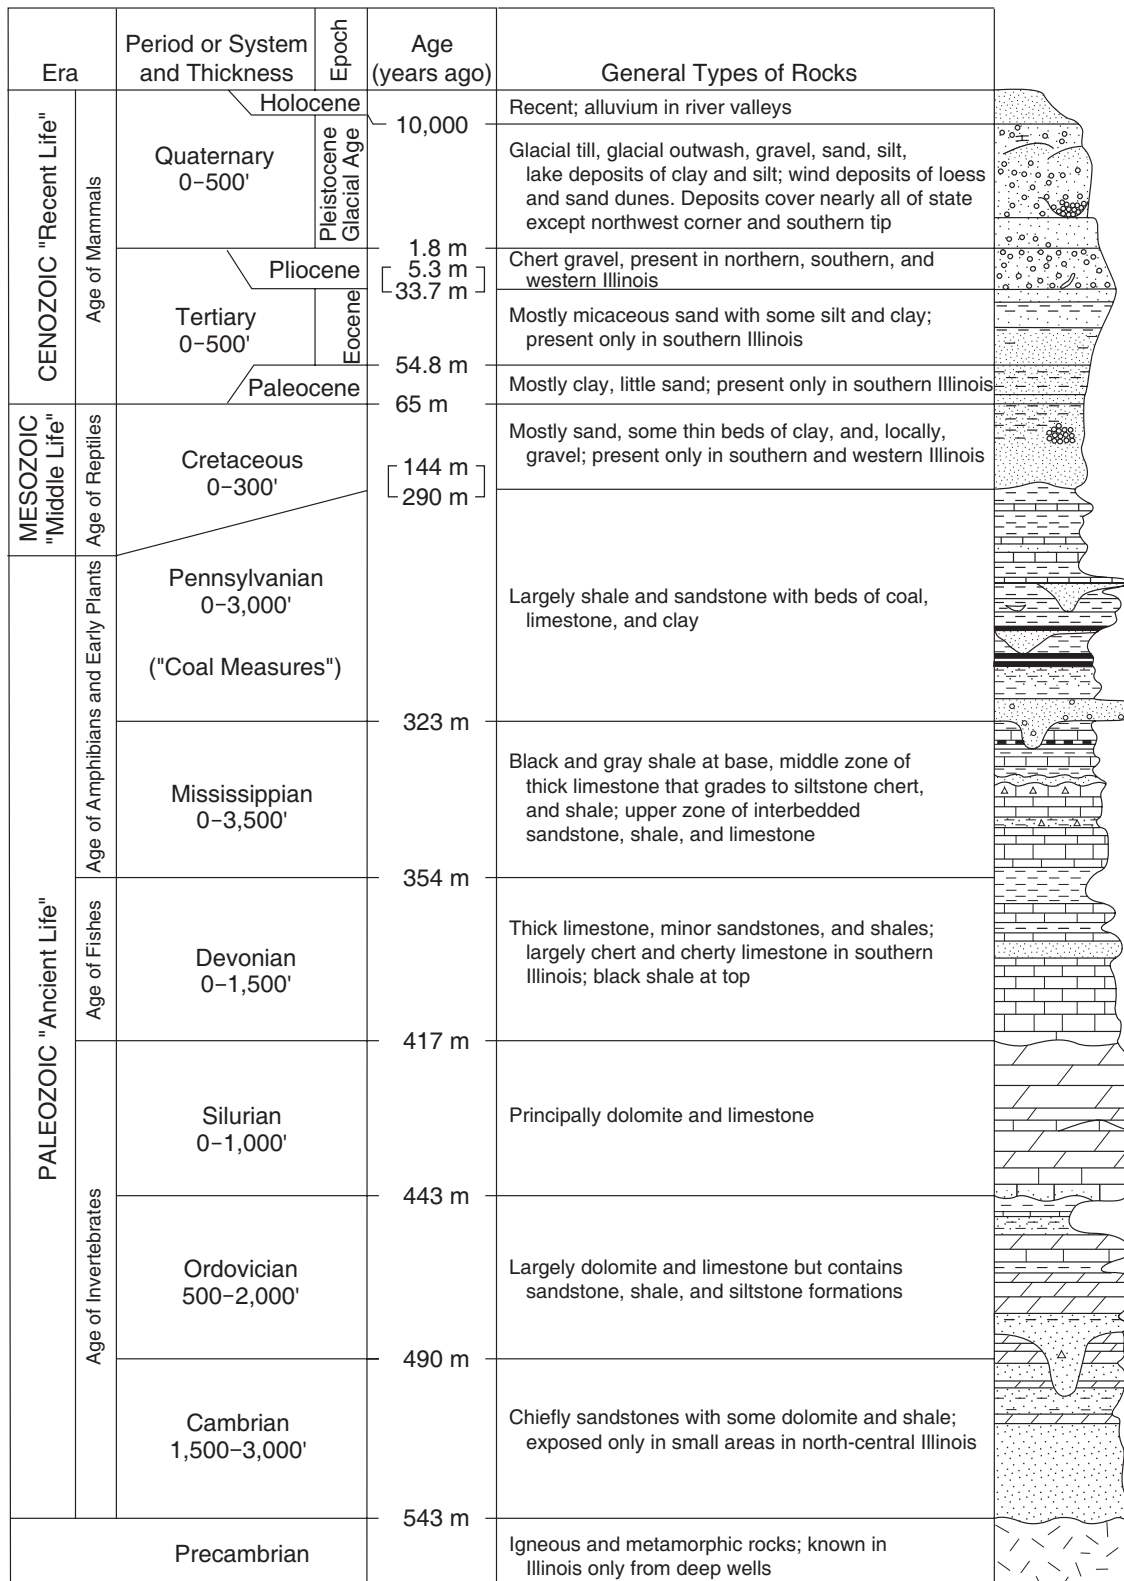 Era
Period or System
and Thickness
Epoch
Age
(years ago)
General Types of Rocks
CENOZOIC "Recent Life"
Age of Mammals
Holocene
Recent; alluvium in river valleys
10,000
Quaternary
0–500'
Pleistocene
Glacial Age
Glacial till, glacial outwash, gravel, sand, silt,
lake deposits of clay and silt; wind deposits of loess
and sand dunes. Deposits cover nearly all of state
except northwest corner and southern tip
1.8 m
Pliocene
5.3 m
33.7 m
Chert gravel, present in northern, southern, and
western Illinois
Tertiary
0–500'
Eocene
Mostly micaceous sand with some silt and clay;
present only in southern Illinois
54.8 m
Paleocene
Mostly clay, little sand; present only in southern Illinois
65 m
MESOZOIC
"Middle Life"
Age of Reptiles
Cretaceous
0–300'
144 m
290 m
Mostly sand, some thin beds of clay, and, locally,
gravel; present only in southern and western Illinois
PALEOZOIC "Ancient Life"
Age of Amphibians and Early Plants
Pennsylvanian
0–3,000'
("Coal Measures")
Largely shale and sandstone with beds of coal,
limestone, and clay
323 m
Mississippian
0–3,500'
Black and gray shale at base, middle zone of
thick limestone that grades to siltstone chert,
and shale; upper zone of interbedded
sandstone, shale, and limestone
354 m
Age of Fishes
Devonian
0–1,500'
Thick limestone, minor sandstones, and shales;
largely chert and cherty limestone in southern
Illinois; black shale at top
417 m
Age of Invertebrates
Silurian
0–1,000'
Principally dolomite and limestone
443 m
Ordovician
500–2,000'
Largely dolomite and limestone but contains
sandstone, shale, and siltstone formations
490 m
Cambrian
1,500–3,000'
Chiefly sandstones with some dolomite and shale;
exposed only in small areas in north-central Illinois
543 m
Precambrian
Igneous and metamorphic rocks; known in
Illinois only from deep wells